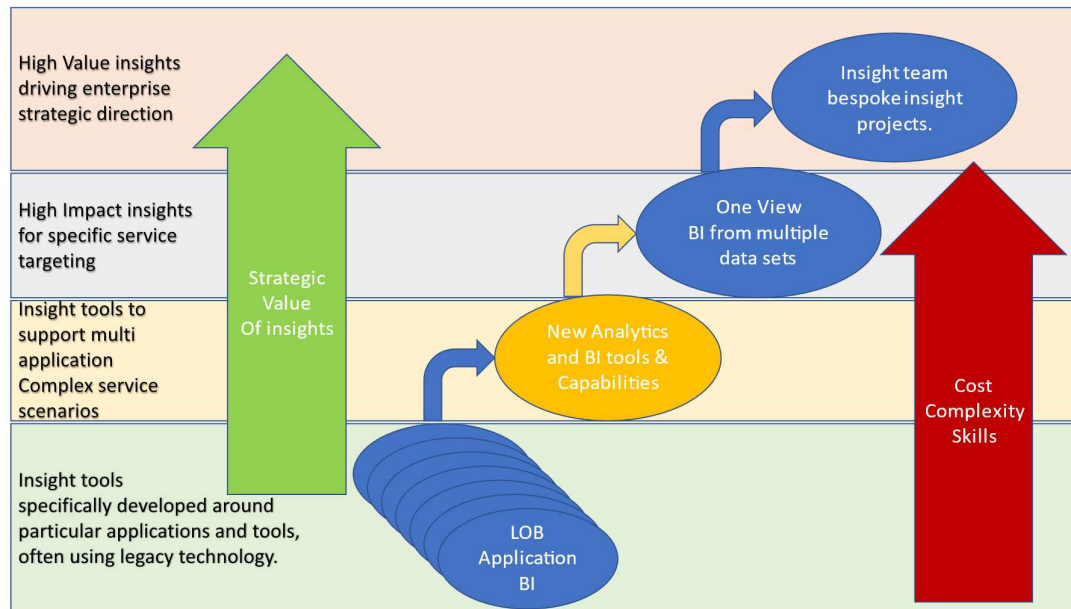 High Value insights
driving enterprise
strategic direction
Insight team
bespoke insight
projects.
High Impact insights
for specific service
targeting
One View
BI from multiple
data sets
Strategic
Value
Of insights
Insight tools to
support multi
application
Complex service
scenarios
New Analytics
and BI tools &
Capabilities
Cost
Complexity
Skills
Insight tools
specifically developed around
particular applications and tools,
often using legacy technology.
LOB
Application
BI